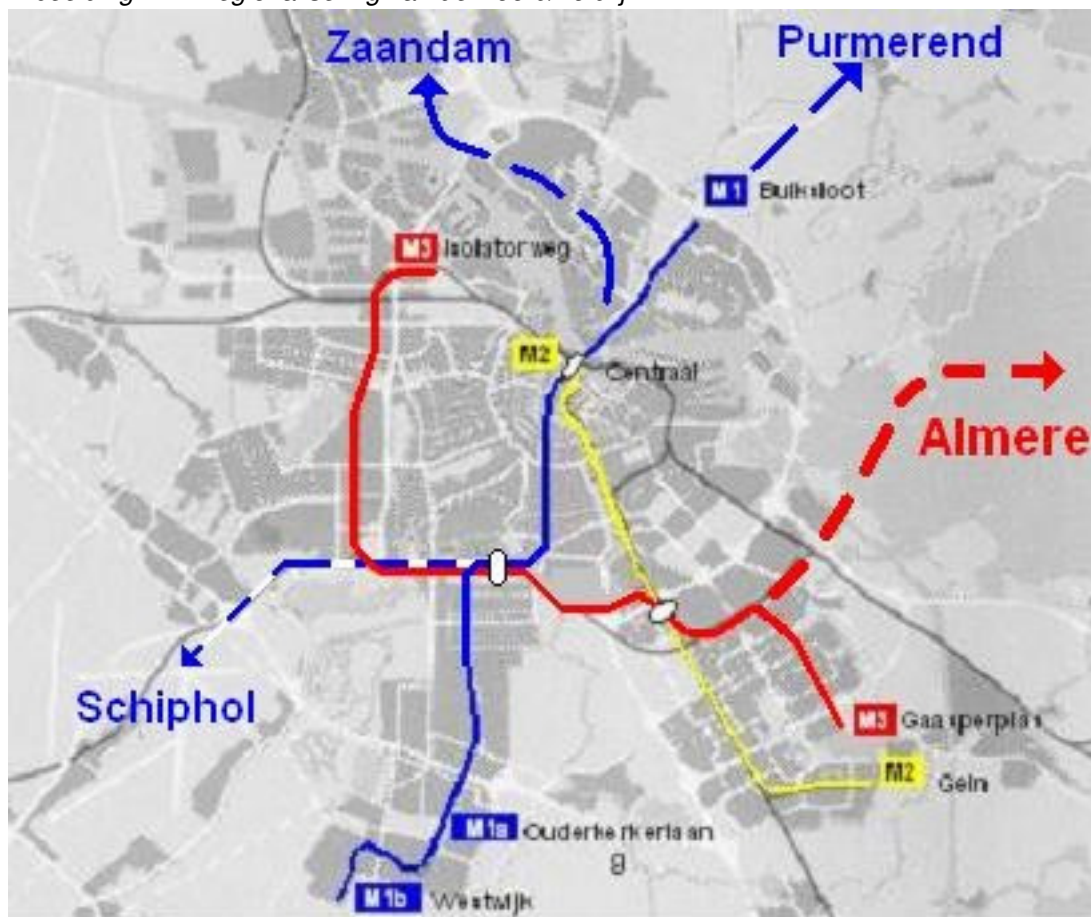 Zaandam
Purmerend
M1 Buiksloot
M3 Isolatorweg
M2
Centraal
Almere
Schiphol
M3 Gaasperplas
M2 Gein
M1a Ouderkerkerlaan
g
M1b Westwijk